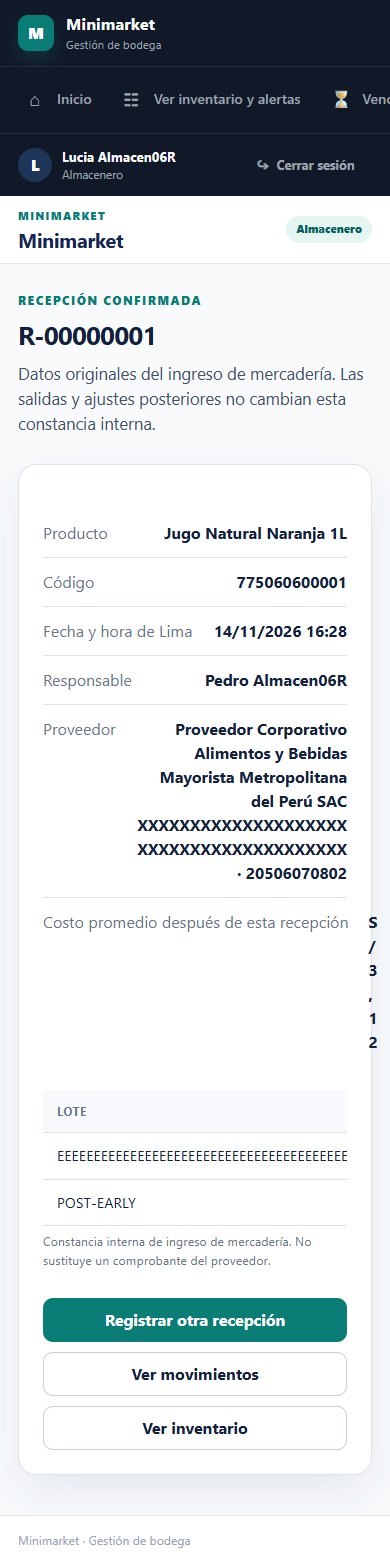 M Minimarket
Gestión de bodega
Inicio Ver inventario y alertas
L Lucia Almacen06R
Almacenero
Cerrar sesión
MINIMARKET
Minimarket
Almacenero
RECEPCIÓN CONFIRMADA
R-00000001
Datos originales del ingreso de mercadería. Las
salidas y ajustes posteriores no cambian esta
constancia interna.
Producto Jugo Natural Naranja 1L
Código 775060600001
Fecha y hora de Lima 14/11/2026 16:28
Responsable Pedro Almacen06R
Proveedor Proveedor Corporativo
Alimentos y Bebidas
Mayorista Metropolitana
del Perú SAC
XXXXXXXXXXXXXXXXXXXX
XXXXXXXXXXXXXXXXXXXX
· 20506070802
Costo promedio después de esta recepción S
/
3
,
1
2
LOTE
POST-EARLY
Constancia interna de ingreso de mercadería. No
sustituye un comprobante del proveedor.
Registrar otra recepción
Ver movimientos
Ver inventario
Minimarket · Gestión de bodega